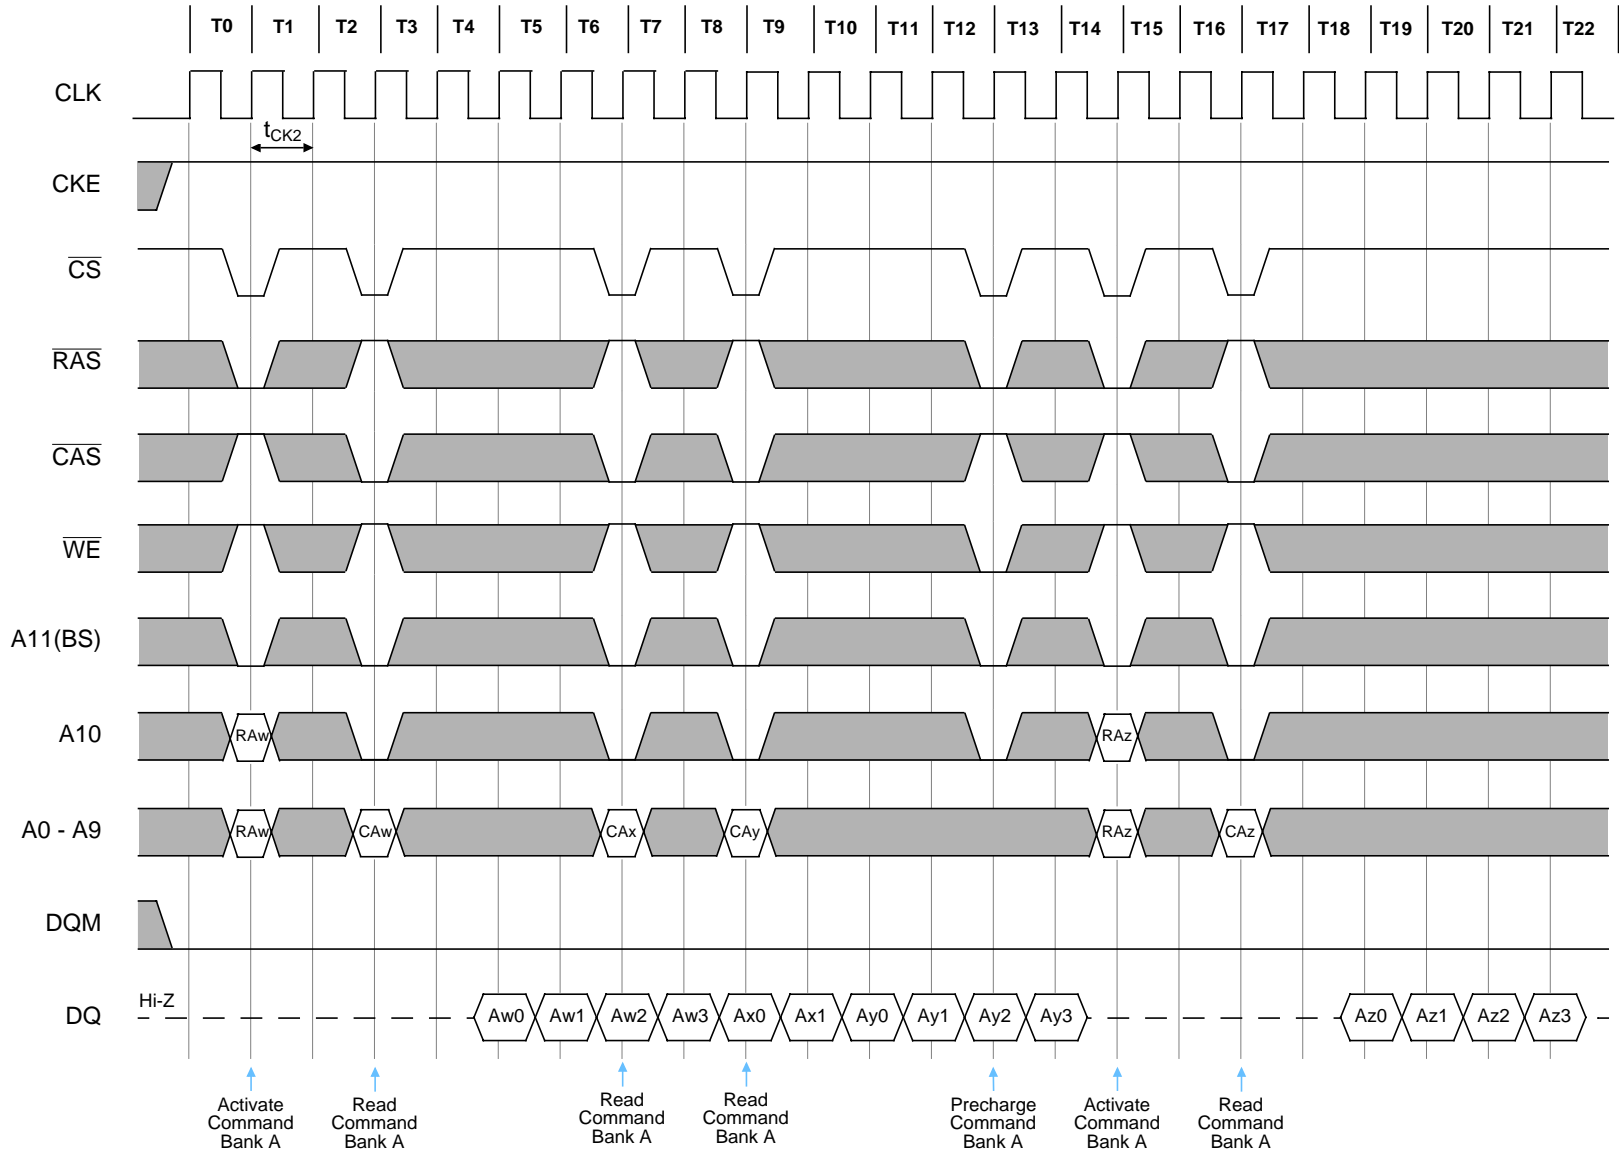 T0 T1 T2 T3 T4 T5 T6 T7 T8 T9 T10 T11 T12 T13 T14 T15 T16 T17 T18 T19 T20 T21 T22
CLK
tCK2
CKE
CS
RAS
CAS
WE
A11(BS)
A10 RAw RAz
A0 - A9 RAw CAw CAx CAy RAz CAz
DQM
Hi-Z
DQ Aw0 Aw1 Aw2 Aw3 Ax0 Ax1 Ay0 Ay1 Ay2 Ay3 Az0 Az1 Az2 Az3
Activate
Command
Bank A
Read
Command
Bank A
Read
Command
Bank A
Read
Command
Bank A
Precharge
Command
Bank A
Activate
Command
Bank A
Read
Command
Bank A